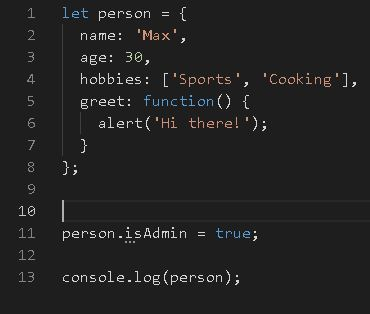 1 let person = {
2   name: 'Max',
3   age: 30,
4   hobbies: ['Sports', 'Cooking'],
5   greet: function() {
6     alert('Hi there!');
7   }
8 };
9
10
11 person.isAdmin = true;
12
13 console.log(person);